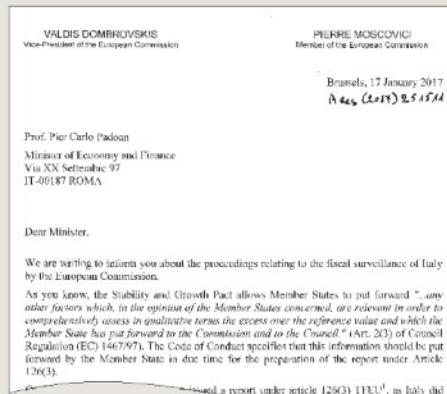 VALDIS DOMBROVSKIS
Vice-President of the European Commission
PIERRE MOSCOVICI
Member of the European Commission
Brussels, 17 January 2017
Ares (2017)
Prof. Pier Carlo Padoan
Minister of Economy and Finance
Via XX Settembre 97
IT-00187 ROMA
Dear Minister,
We are writing to inform you about the proceedings relating to the fiscal surveillance of Italy
by the European Commission.
As you know, the Stability and Growth Pact allows Member States to put forward "...any
other factors which, in the opinion of the Member States concerned, are relevant in order to
comprehensively assess in qualitative terms the excess over the reference value and which the
Member State has put forward to the Commission and to the Council." (Art. 2(3) of Council
Regulation (EC) 1467/97). The Code of Conduct specifies that this information should be put
forward by the Member State in due time for the preparation of the report under Article
126(3).
issued a report under article 126(3) TFEU¹, as Italy did